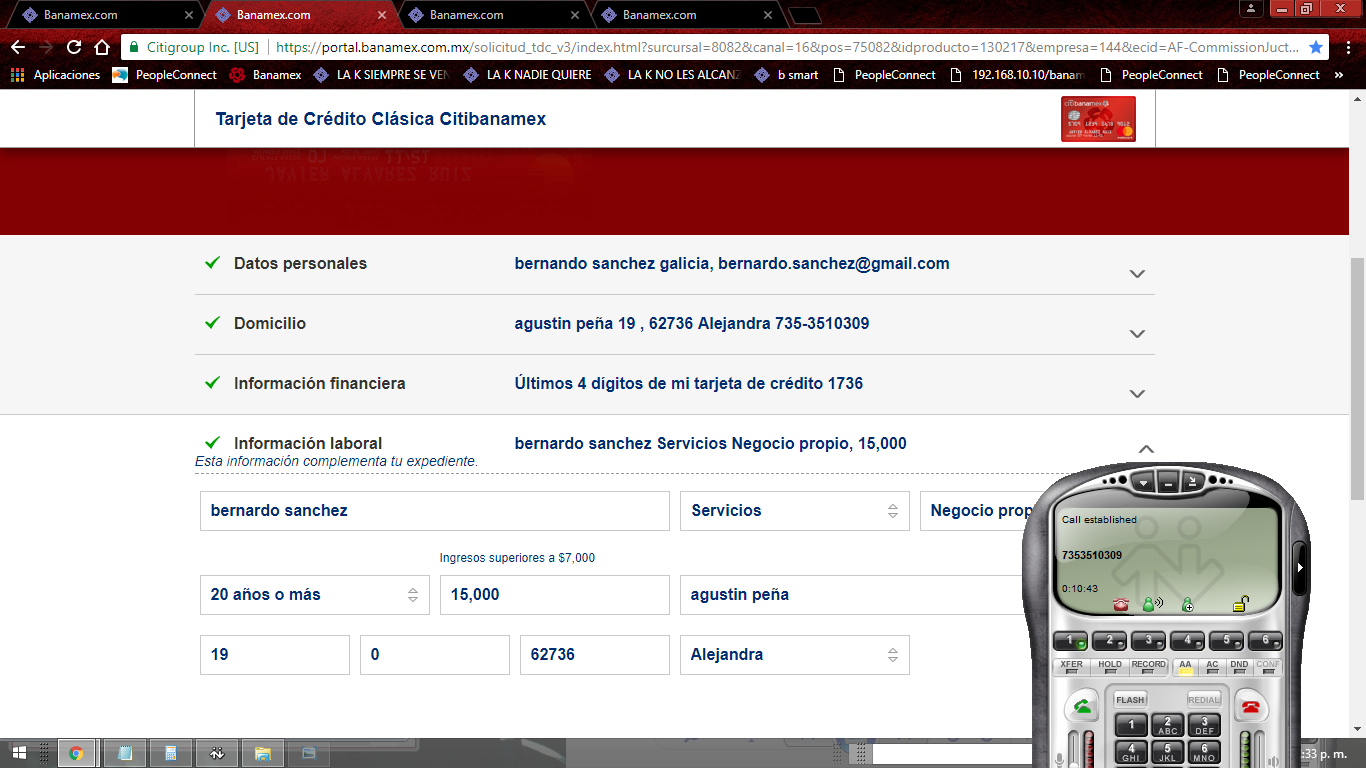 Banamex.com
Banamex.com
Banamex.com
Banamex.com
Citigroup Inc. [US] https://portal.banamex.com.mx/solicitud_tdc_v3/index.html?surcursal=8082&canal=16&pos=75082&idproducto=130217&empresa=144&ecid=AF-CommissionJuct...
Aplicaciones PeopleConnect Banamex LA K SIEMPRE SE VEN LA K NADIE QUIERE LA K NO LES ALCANZ b smart PeopleConnect 192.168.10.10/banam PeopleConnect PeopleConnect »
Tarjeta de Crédito Clásica Citibanamex
citibanamex
JAVIER ALVAREZ RUIZ
Datos personales bernando sanchez galicia, bernardo.sanchez@gmail.com
Domicilio agustin peña 19 , 62736 Alejandra 735-3510309
Información financiera Últimos 4 dígitos de mi tarjeta de crédito 1736
Información laboral bernardo sanchez Servicios Negocio propio, 15,000
Esta información complementa tu expediente.
bernardo sanchez Servicios Negocio prop
Ingresos superiores a $7,000
20 años o más 15,000 agustin peña
19 0 62736 Alejandra
Call established
7353510309
0:10:43
1 2 3 4 5 6
XFER HOLD RECORD AA AC DND CONF
FLASH REDIAL
1 2 ABC 3 DEF
4 GHI 5 JKL 6 MNO
:33 p. m.